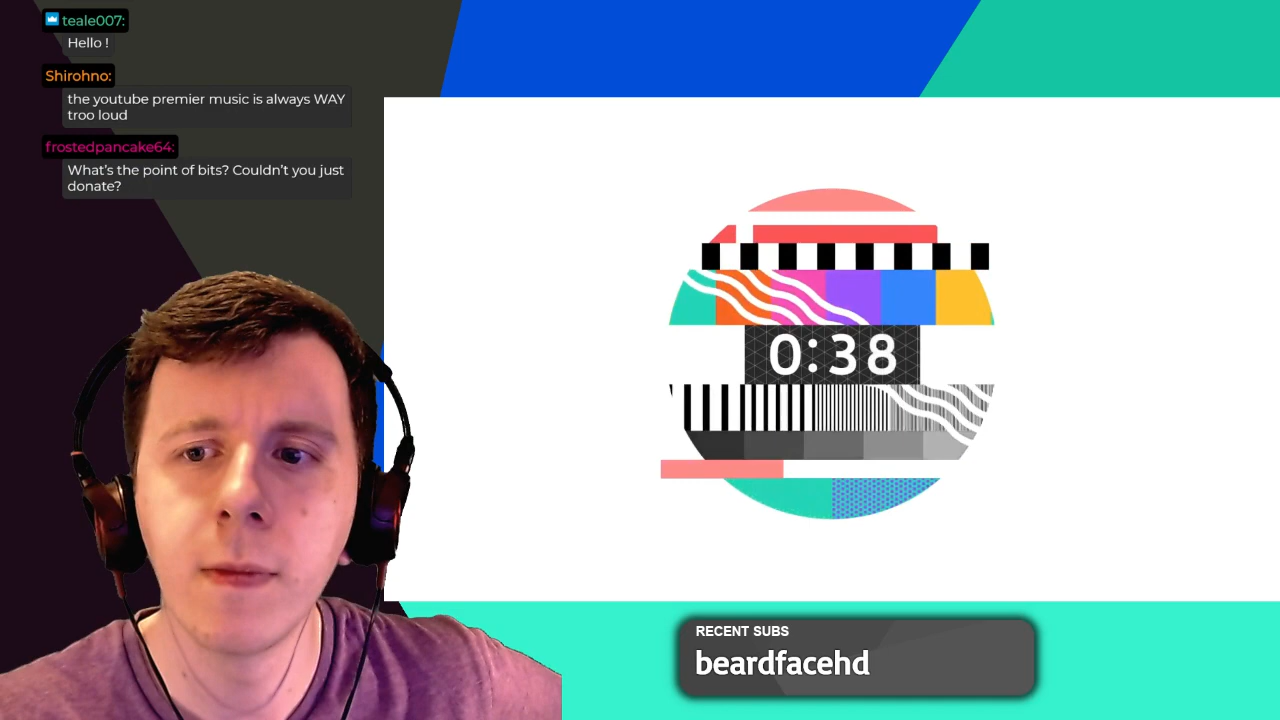 teale007:
Hello !
Shirohno:
the youtube premier music is always WAY
troo loud
frostedpancake64:
What's the point of bits? Couldn't you just
donate?
0:38
RECENT SUBS
beardfacehd